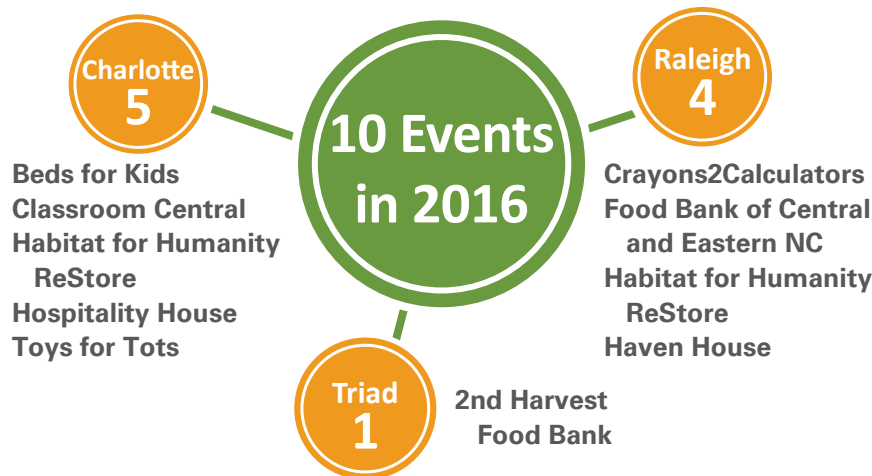 10 Events
in 2016
Charlotte
5
Beds for Kids
Classroom Central
Habitat for Humanity
ReStore
Hospitality House
Toys for Tots
Raleigh
4
Crayons2Calculators
Food Bank of Central
and Eastern NC
Habitat for Humanity
ReStore
Haven House
Triad
1
2nd Harvest
Food Bank